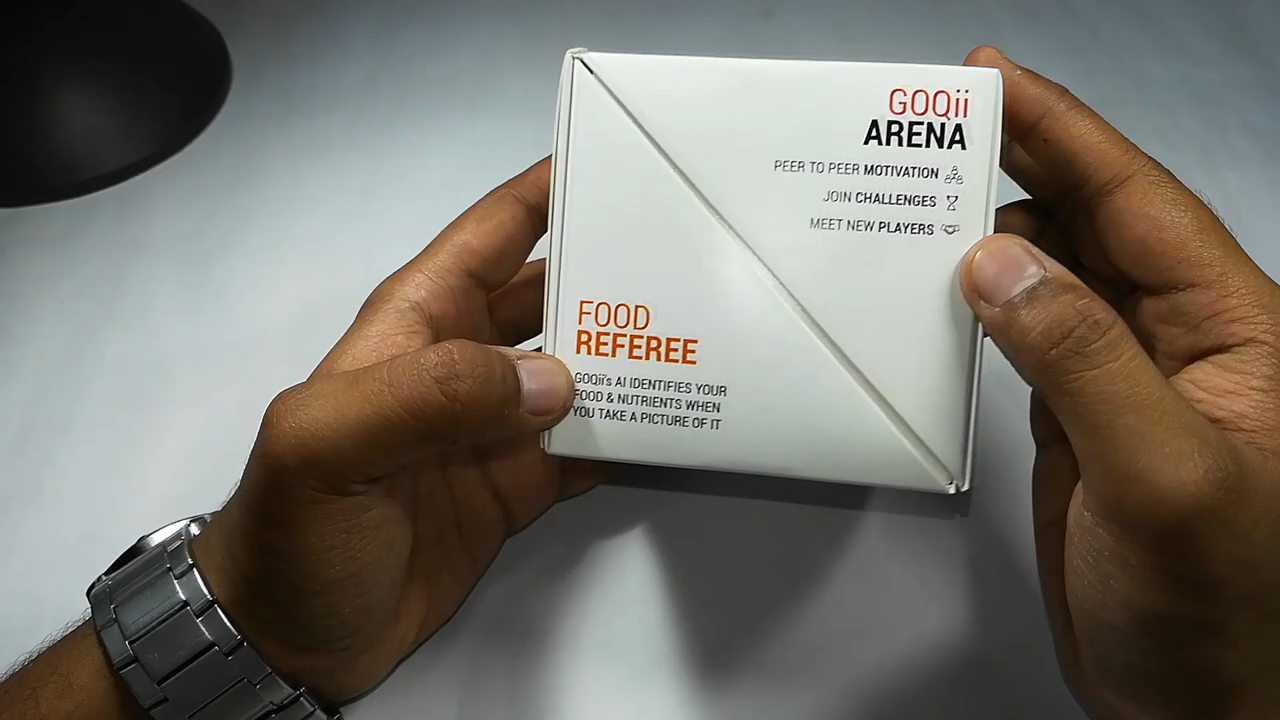 GOQii
ARENA
PEER TO PEER MOTIVATION
JOIN CHALLENGES
MEET NEW PLAYERS
FOOD
REFEREE
GOQii's AI IDENTIFIES YOUR
FOOD & NUTRIENTS WHEN
YOU TAKE A PICTURE OF IT